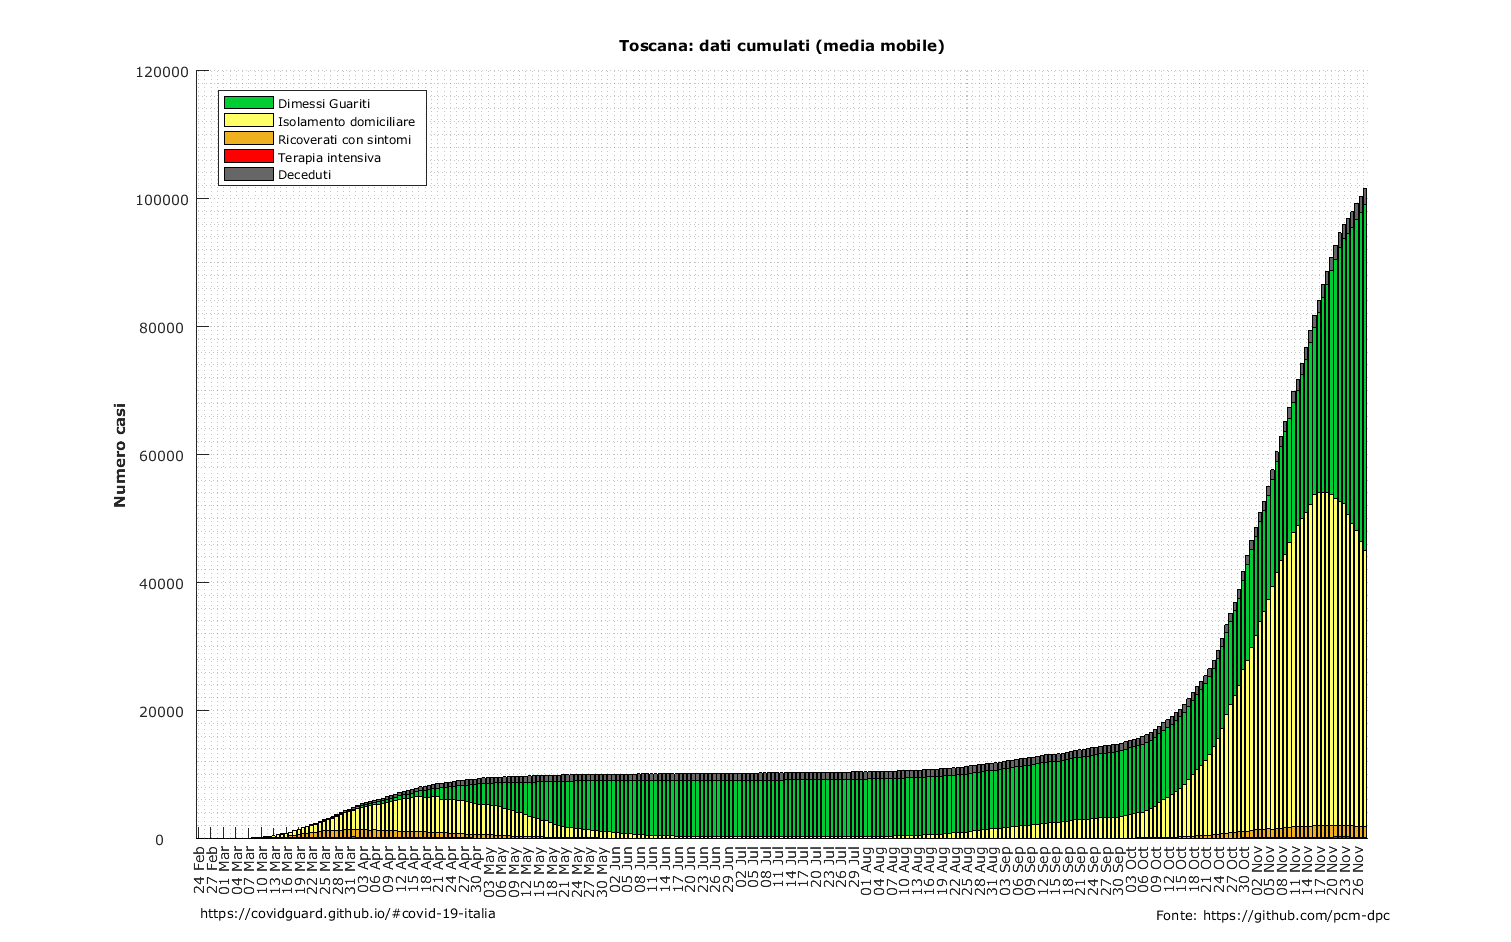 Toscana: dati cumulati (media mobile)
120000
100000
80000
60000
40000
20000
0
Numero casi
Dimessi Guariti
Isolamento domiciliare
Ricoverati con sintomi
Terapia intensiva
Deceduti
24 Feb
27 Feb
01 Mar
04 Mar
07 Mar
10 Mar
13 Mar
16 Mar
19 Mar
22 Mar
25 Mar
28 Mar
31 Mar
03 Apr
06 Apr
09 Apr
12 Apr
15 Apr
18 Apr
21 Apr
24 Apr
27 Apr
30 Apr
03 May
06 May
09 May
12 May
15 May
18 May
21 May
24 May
27 May
30 May
02 Jun
05 Jun
08 Jun
11 Jun
14 Jun
17 Jun
20 Jun
23 Jun
26 Jun
29 Jun
02 Jul
05 Jul
08 Jul
11 Jul
14 Jul
17 Jul
20 Jul
23 Jul
26 Jul
29 Jul
01 Aug
04 Aug
07 Aug
10 Aug
13 Aug
16 Aug
19 Aug
22 Aug
25 Aug
28 Aug
31 Aug
03 Sep
06 Sep
09 Sep
12 Sep
15 Sep
18 Sep
21 Sep
24 Sep
27 Sep
30 Sep
03 Oct
06 Oct
09 Oct
12 Oct
15 Oct
18 Oct
21 Oct
24 Oct
27 Oct
30 Oct
02 Nov
05 Nov
08 Nov
11 Nov
14 Nov
17 Nov
20 Nov
23 Nov
26 Nov
https://covidguard.github.io/#covid-19-italia
Fonte: https://github.com/pcm-dpc